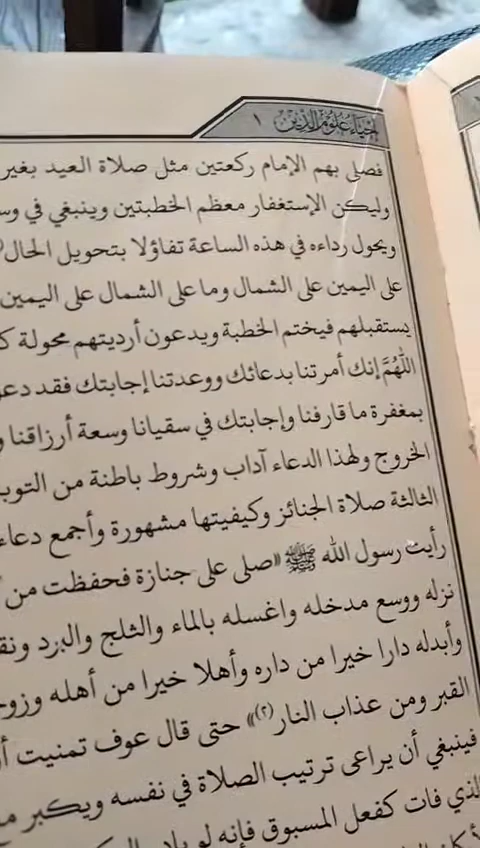 إحياء علوم الدين ١
فصلى بهم الإمام ركعتين مثل صلاة العيد بغير
وليكن الإستغفار معظم الخطبتين وينبغي في وس
ويحول رداءه في هذه الساعة تفاؤلا بتحويل الحال
على اليمين على الشمال وما على الشمال على اليمين
يستقبلهم فيختم الخطبة ويدعون أرديتهم محولة ك
اللهُمَّ إنك أمرتنا بدعائك ووعدتنا إجابتك فقد دعو
بمغفرة ما قارفنا وإجابتك في سقيانا وسعة أرزاقنا و
الخروج ولهذا الدعاء آداب وشروط باطنة من التوب
الثالثة صلاة الجنائز وكيفيتها مشهورة وأجمع دعاء
رأيت رسول الله ﷺ «صلى على جنازة فحفظت من
نزله ووسع مدخله واغسله بالماء والثلج والبرد ونق
وأبدله دارا خيرا من داره وأهلا خيرا من أهله وزوج
القبر ومن عذاب النار(٢)» حتى قال عوف تمنيت أ
فينبغي أن يراعى ترتيب الصلاة في نفسه ويكبر م
الذي فات كفعل المسبوق فإنه لو بادر